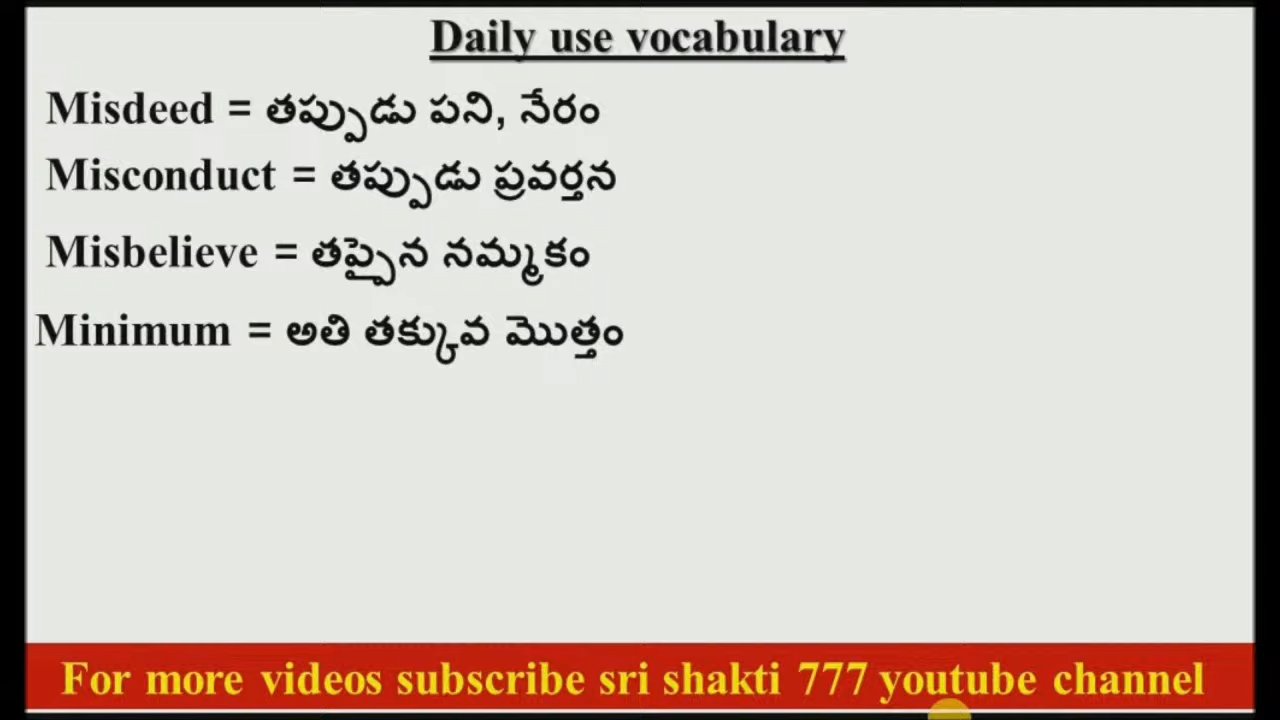 Daily use vocabulary
Misdeed = తప్పుడు పని, నేరం
Misconduct = తప్పుడు ప్రవర్తన
Misbelieve = తప్పైన నమ్మకం
Minimum = అతి తక్కువ మొత్తం
For more videos subscribe sri shakti 777 youtube channel